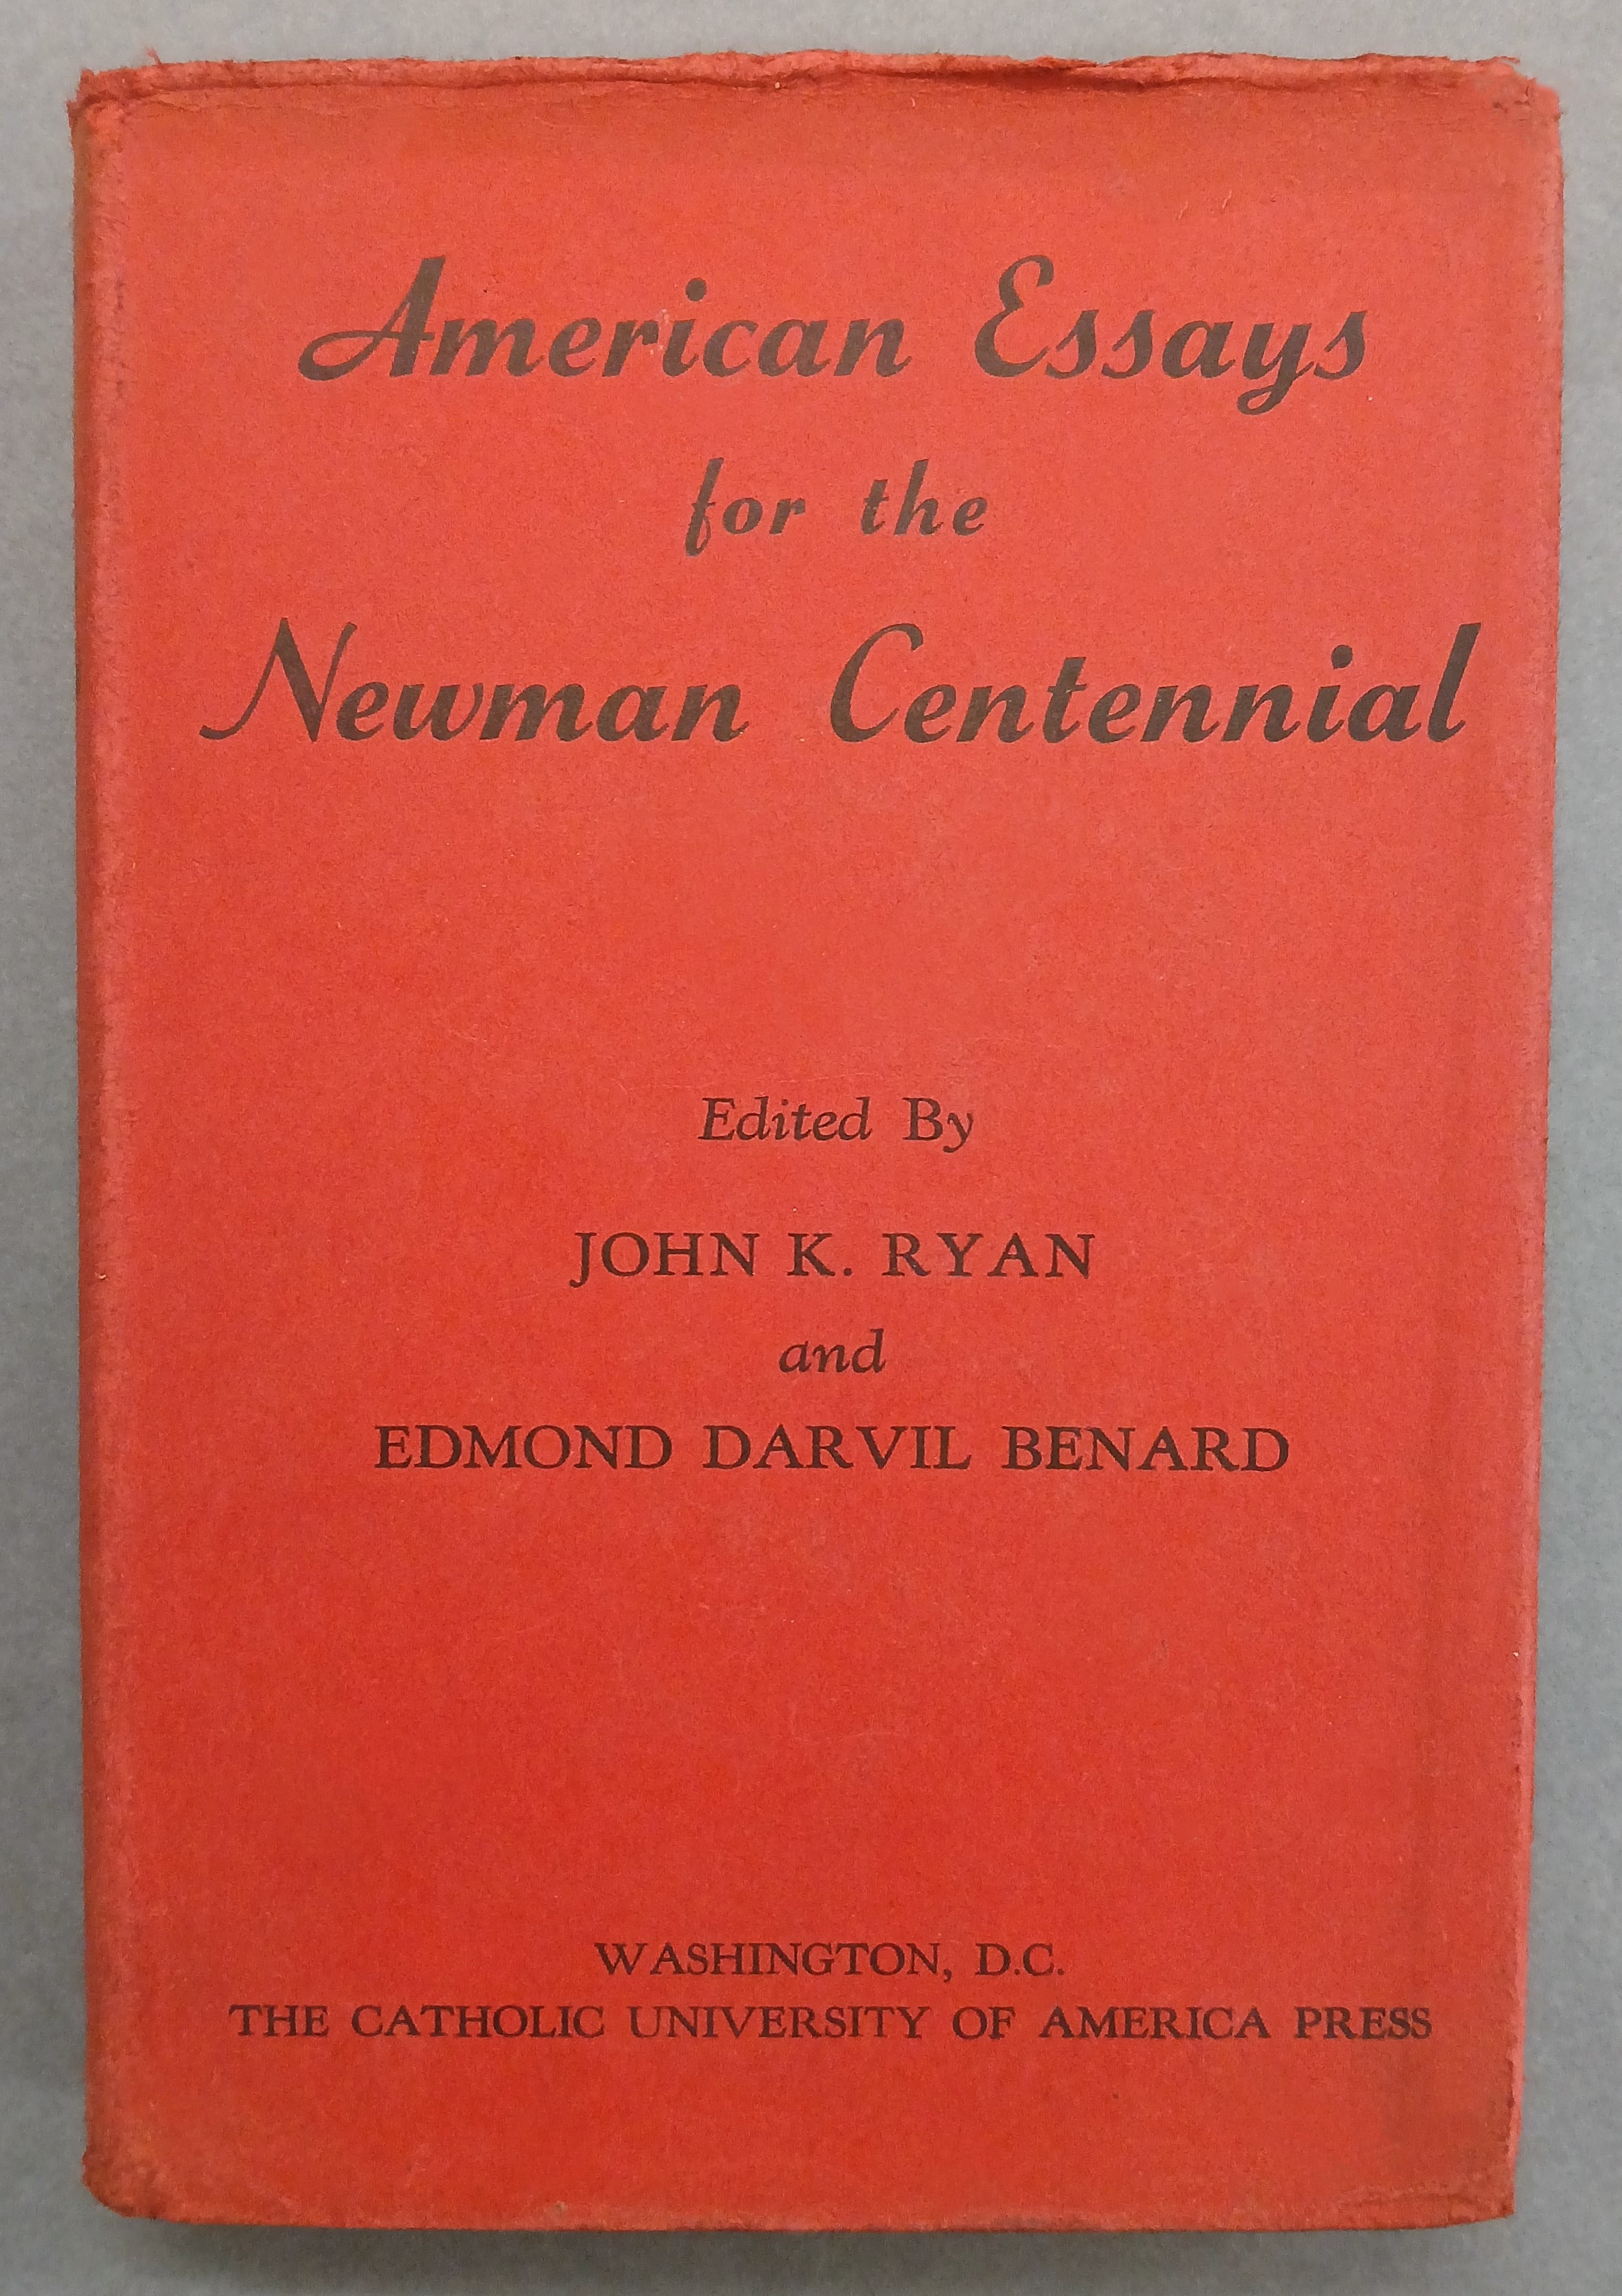 American Essays
for the
Newman Centennial
Edited By
JOHN K. RYAN
and
EDMOND DARVIL BENARD
WASHINGTON, D.C.
THE CATHOLIC UNIVERSITY OF AMERICA PRESS